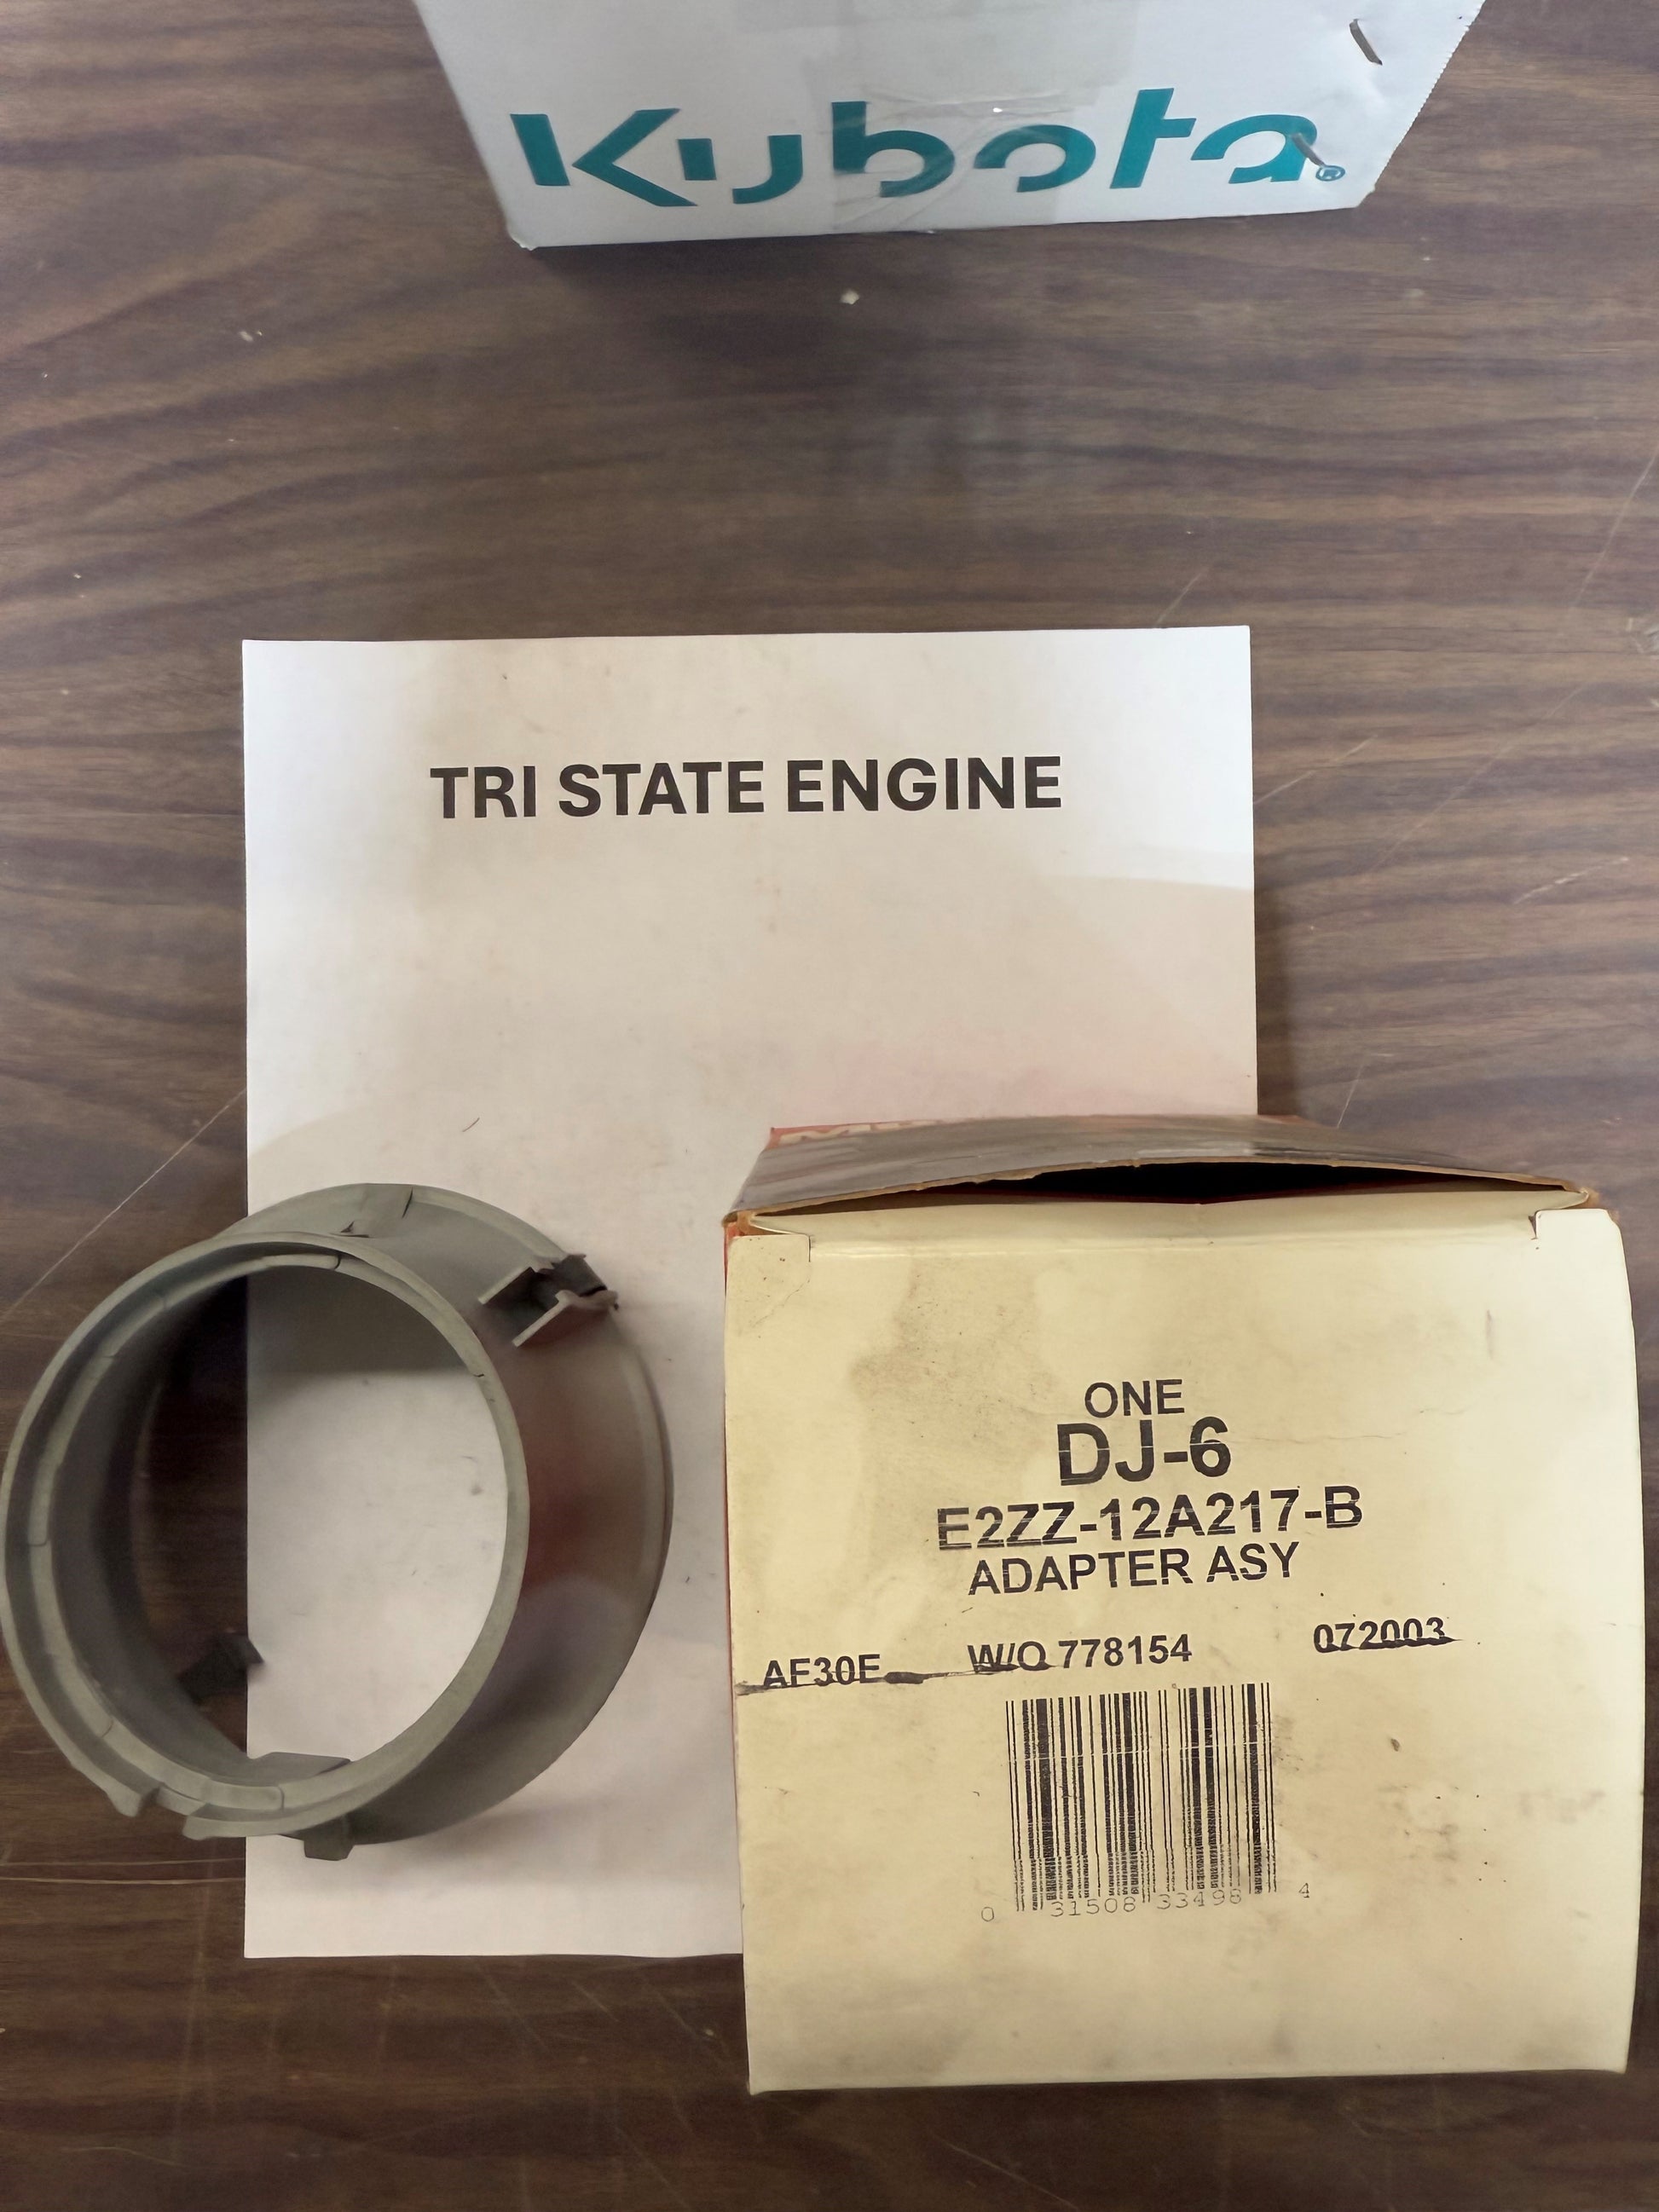 Kubota®
TRI STATE ENGINE
ONE
DJ-6
E2ZZ-12A217-B
ADAPTER ASY
AF30E W/O 778154 072003
0 31508 33498 4